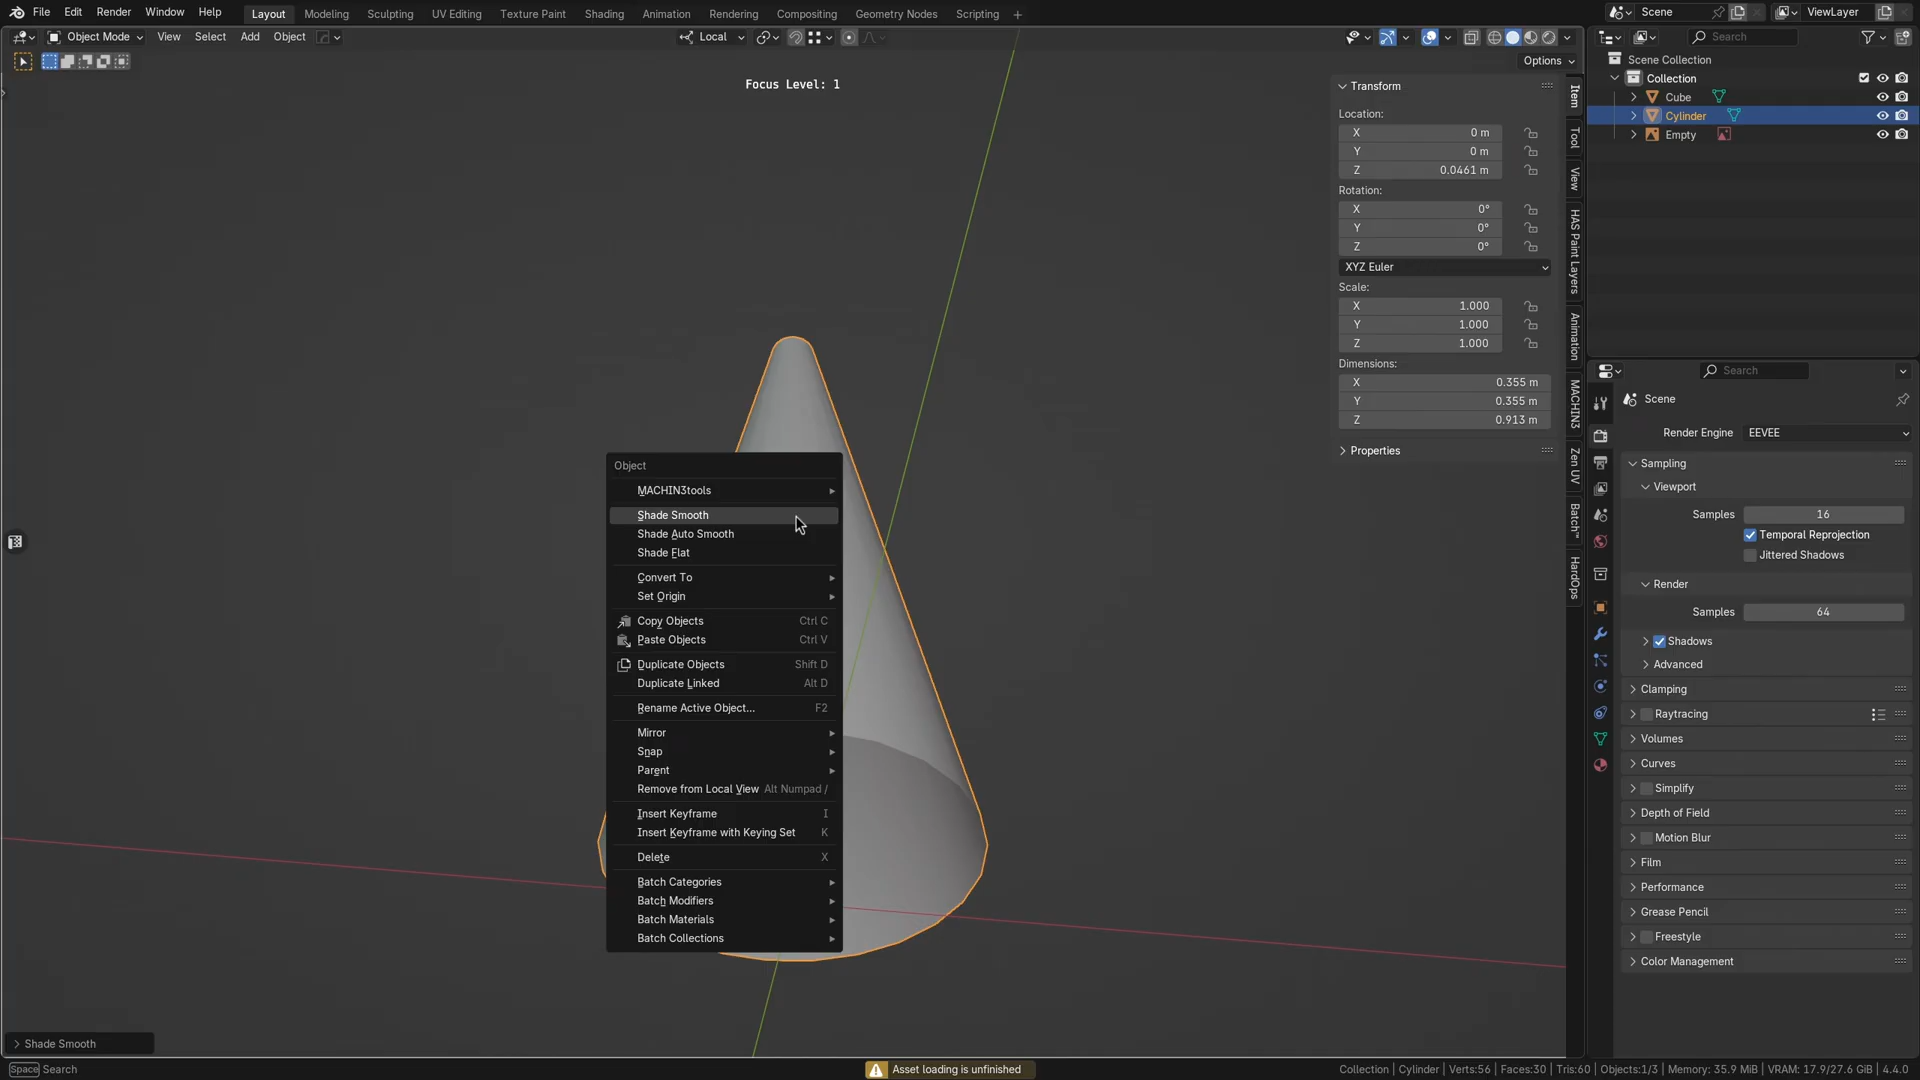 File Edit Render Window Help Layout Modeling Sculpting UV Editing Texture Paint Shading Animation Rendering Compositing Geometry Nodes Scripting + Scene ViewLayer
Object Mode View Select Add Object Local Search
Options
Focus Level: 1
Transform
Location:
X 0 m
Y 0 m
Z 0.0461 m
Rotation:
X 0°
Y 0°
Z 0°
XYZ Euler
Scale:
X 1.000
Y 1.000
Z 1.000
Dimensions:
X 0.355 m
Y 0.355 m
Z 0.913 m
Properties
Item
Tool
View
HAS Paint Layers
Animation
MACHIN3
Zen UV
Batch™
HardOps
Scene Collection
Collection
Cube
Cylinder
Empty
Search
Scene
Render Engine EEVEE
Sampling
Viewport
Samples 16
Temporal Reprojection
Jittered Shadows
Render
Samples 64
Shadows
Advanced
Clamping
Raytracing
Volumes
Curves
Simplify
Depth of Field
Motion Blur
Film
Performance
Grease Pencil
Freestyle
Color Management
Object
MACHIN3tools
Shade Smooth
Shade Auto Smooth
Shade Flat
Convert To
Set Origin
Copy Objects Ctrl C
Paste Objects Ctrl V
Duplicate Objects Shift D
Duplicate Linked Alt D
Rename Active Object... F2
Mirror
Snap
Parent
Remove from Local View Alt Numpad /
Insert Keyframe I
Insert Keyframe with Keying Set K
Delete X
Batch Categories
Batch Modifiers
Batch Materials
Batch Collections
Shade Smooth
Space Search Asset loading is unfinished Collection | Cylinder | Verts:56 | Faces:30 | Tris:60 | Objects:1/3 | Memory: 35.9 MiB | VRAM: 17.9/27.6 GiB | 4.4.0